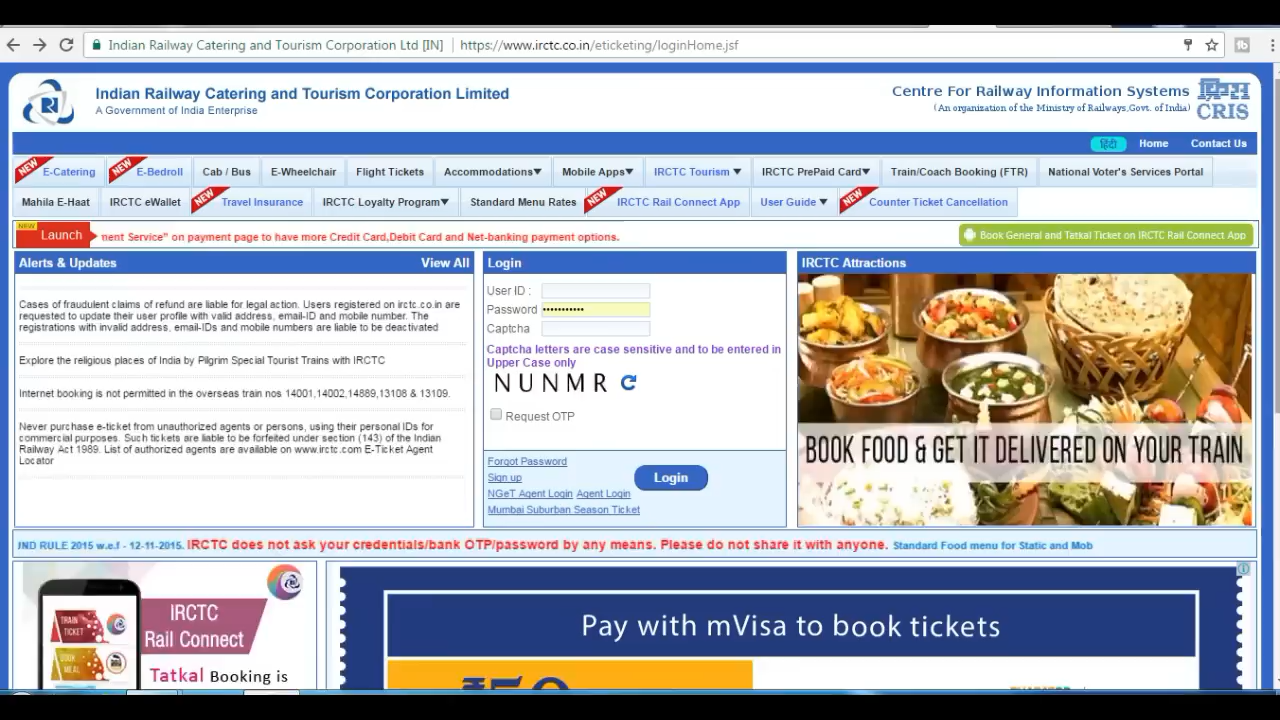 Indian Railway Catering and Tourism Corporation Ltd [IN] https://www.irctc.co.in/eticketing/loginHome.jsf
Indian Railway Catering and Tourism Corporation Limited
A Government of India Enterprise
Centre For Railway Information Systems
(An organization of the Ministry of Railways,Govt. of India)
CRIS
हिंदी Home Contact Us
NEW E-Catering NEW E-Bedroll Cab / Bus E-Wheelchair Flight Tickets Accommodations▼ Mobile Apps▼ IRCTC Tourism ▼ IRCTC PrePaid Card▼ Train/Coach Booking (FTR) National Voter's Services Portal
Mahila E-Haat IRCTC eWallet NEW Travel Insurance IRCTC Loyalty Program▼ Standard Menu Rates NEW IRCTC Rail Connect App User Guide ▼ NEW Counter Ticket Cancellation
NEW Launch ment Service" on payment page to have more Credit Card,Debit Card and Net-banking payment options.
Book General and Tatkal Ticket on IRCTC Rail Connect App
Alerts & Updates View All
Cases of fraudulent claims of refund are liable for legal action. Users registered on irctc.co.in are
requested to update their user profile with valid address, email-ID and mobile number. The
registrations with invalid address, email-IDs and mobile numbers are liable to be deactivated
Explore the religious places of India by Pilgrim Special Tourist Trains with IRCTC
Internet booking is not permitted in the overseas train nos 14001,14002,14889,13108 & 13109.
Never purchase e-ticket from unauthorized agents or persons, using their personal IDs for
commercial purposes. Such tickets are liable to be forfeited under section (143) of the Indian
Railway Act 1989. List of authorized agents are available on www.irctc.com E-Ticket Agent
Locator
Login
User ID :
Password •••••••••••
Captcha
Captcha letters are case sensitive and to be entered in
Upper Case only
NUNMR
Request OTP
Forgot Password
Sign up
NGeT Agent Login Agent Login
Mumbai Suburban Season Ticket
Login
IRCTC Attractions
BOOK FOOD & GET IT DELIVERED ON YOUR TRAIN
JND RULE 2015 w.e.f - 12-11-2015. IRCTC does not ask your credentials/bank OTP/password by any means. Please do not share it with anyone. Standard Food menu for Static and Mob
TRAIN
TICKET
BOOK
MEAL
IRCTC
Rail Connect
Tatkal Booking is
Pay with mVisa to book tickets